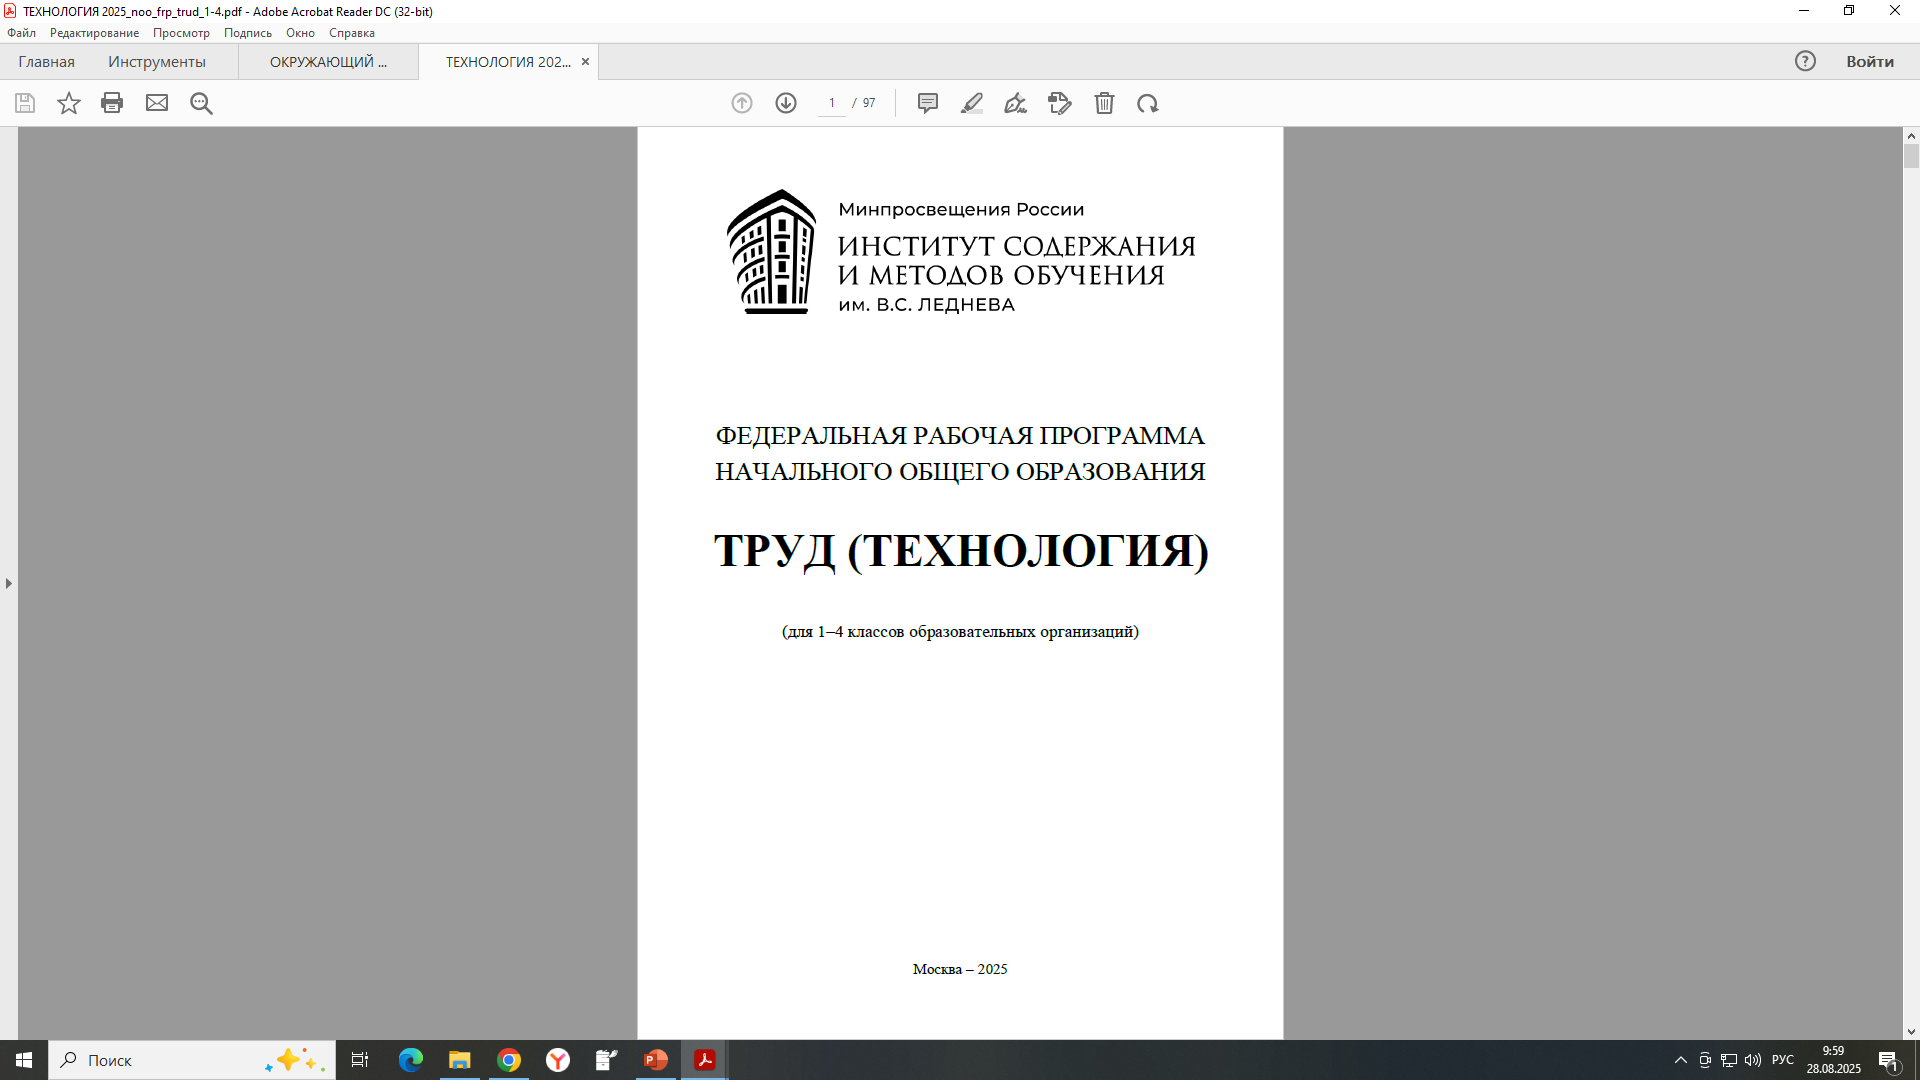 ТЕХНОЛОГИЯ 2025_noo_frp_trud_1-4.pdf - Adobe Acrobat Reader DC (32-bit)
Файл Редактирование Просмотр Подпись Окно Справка
Главная Инструменты ОКРУЖАЮЩИЙ ... ТЕХНОЛОГИЯ 202... Войти
1 / 97
Минпросвещения России
ИНСТИТУТ СОДЕРЖАНИЯ
И МЕТОДОВ ОБУЧЕНИЯ
им. В.С. ЛЕДНЕВА
ФЕДЕРАЛЬНАЯ РАБОЧАЯ ПРОГРАММА
НАЧАЛЬНОГО ОБЩЕГО ОБРАЗОВАНИЯ
ТРУД (ТЕХНОЛОГИЯ)
(для 1–4 классов образовательных организаций)
Москва – 2025
Поиск
РУС
9:59
28.08.2025
1